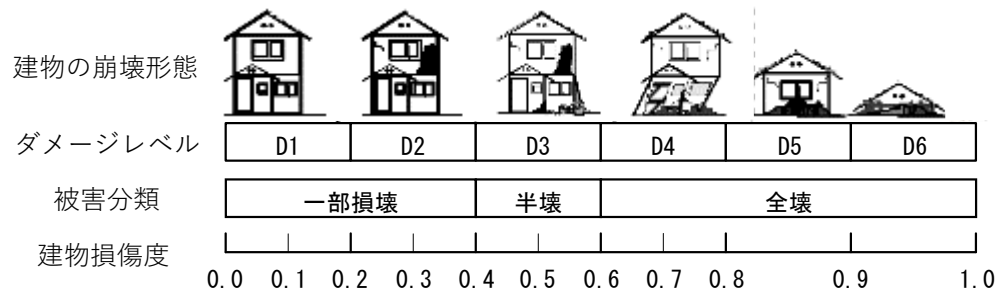 建物の崩壊形態
ダメージレベル D1 D2 D3 D4 D5 D6
被害分類 一部損壊 半壊 全壊
建物損傷度
0.0 0.1 0.2 0.3 0.4 0.5 0.6 0.7 0.8 0.9 1.0